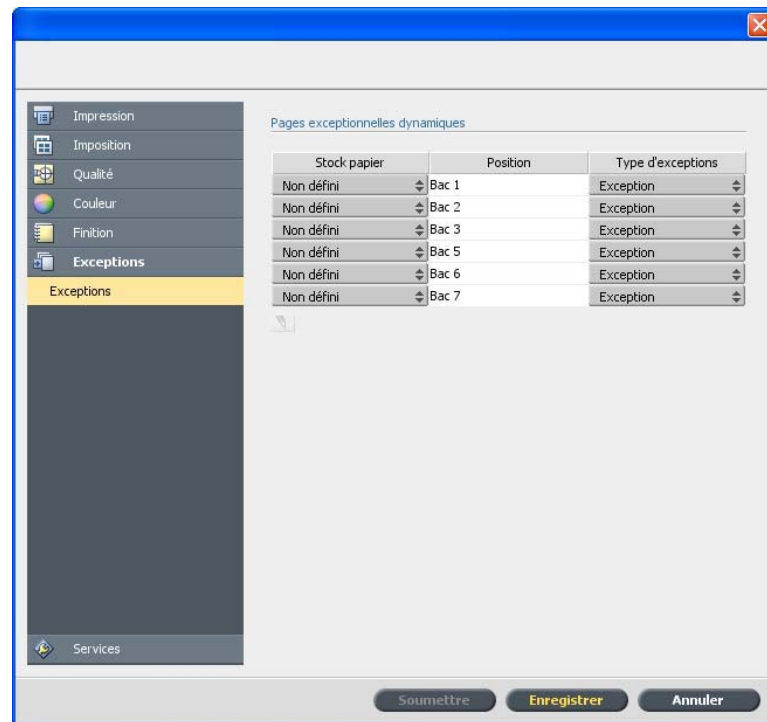 Impression
Imposition
Qualité
Couleur
Finition
Exceptions
Exceptions
Services
Pages exceptionnelles dynamiques
Stock papier Position Type d'exceptions
Non défini Bac 1 Exception
Non défini Bac 2 Exception
Non défini Bac 3 Exception
Non défini Bac 5 Exception
Non défini Bac 6 Exception
Non défini Bac 7 Exception
Soumettre Enregistrer Annuler